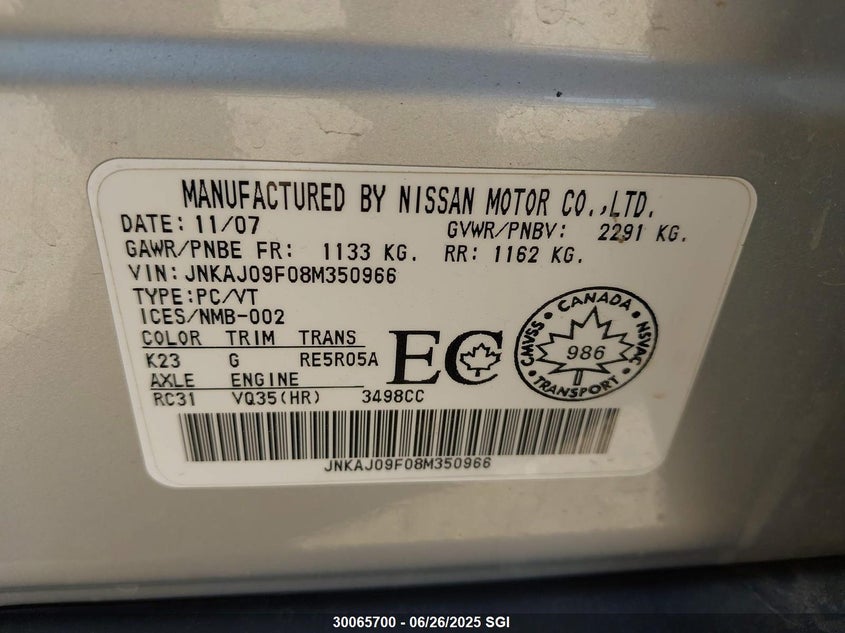 MANUFACTURED BY NISSAN MOTOR CO.,LTD.
DATE: 11/07 GVWR/PNBV: 2291 KG.
GAWR/PNBE FR: 1133 KG. RR: 1162 KG.
VIN: JNKAJ09F08M350966
TYPE:PC/VT
ICES/NMB-002
COLOR TRIM TRANS
K23 G RE5R05A
AXLE ENGINE
RC31 VQ35(HR) 3498CC
EC
CANADA
CMVSS 986 NSVAC
TRANSPORT
JNKAJ09F08M350966
30065700 - 06/26/2025 SGI